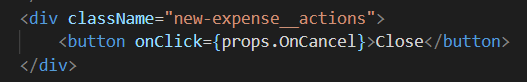 <div className="new-expense__actions">
    <button onClick={props.OnCancel}>Close</button>
</div>